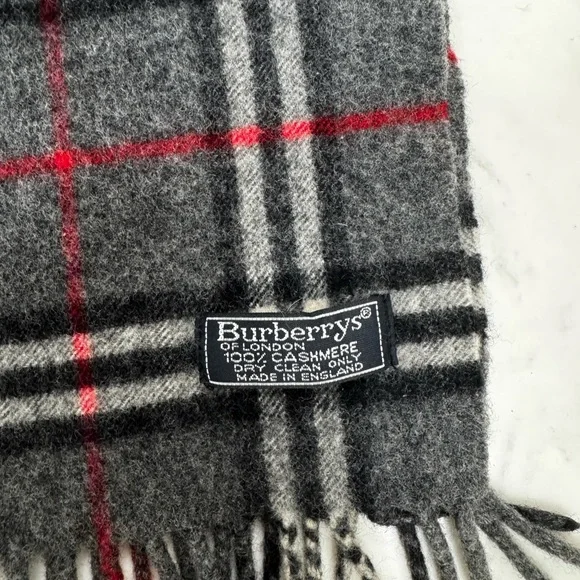 Burberrys®
OF LONDON
100% CASHMERE
DRY CLEAN ONLY
MADE IN ENGLAND